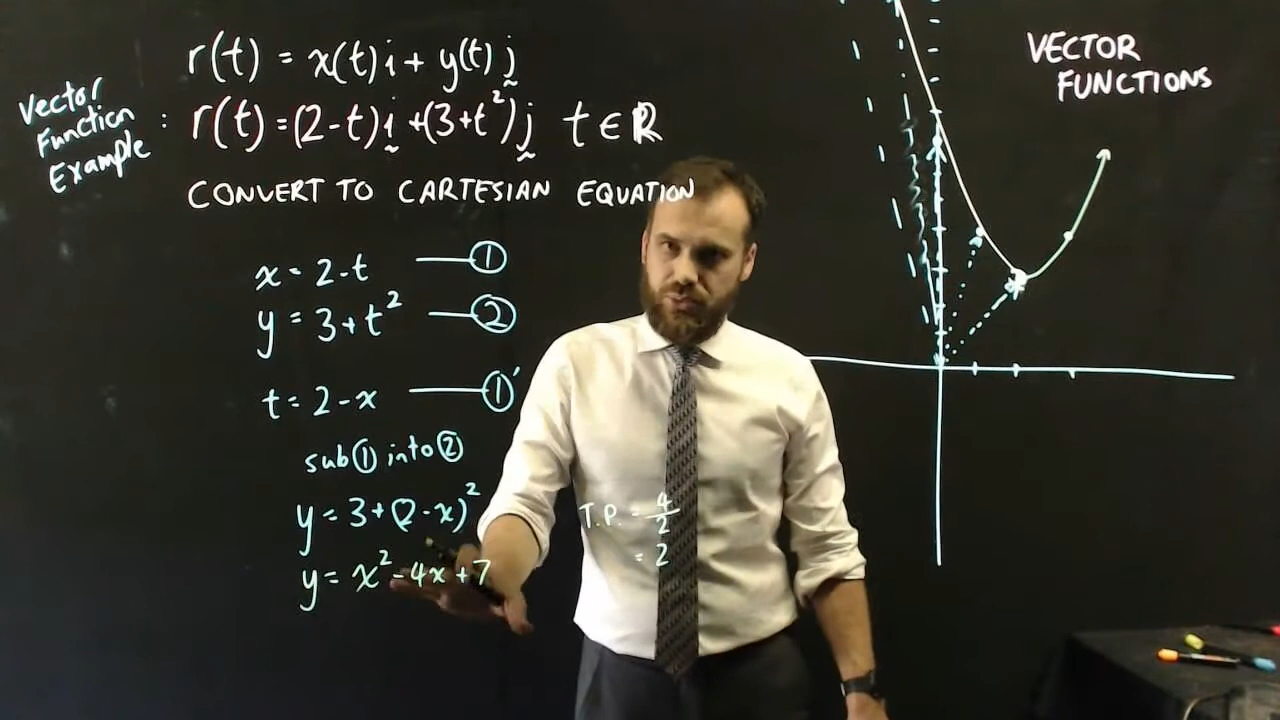 r(t) = x(t)i + y(t)j
Vector
Function
Example
: r(t) = (2-t)i + (3+t²)j t ∈ ℝ
CONVERT TO CARTESIAN EQUATION
x = 2-t —①
y = 3+t² —②
t = 2-x —①'
sub ① into ②
y = 3+(2-x)²
y = x²-4x+7
T.P. = 4/2
= 2
VECTOR
FUNCTIONS